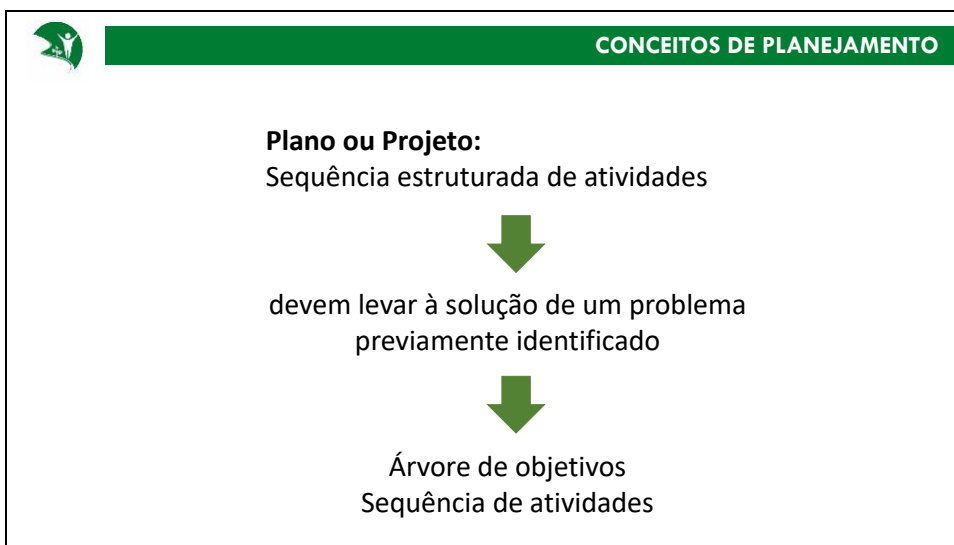 CONCEITOS DE PLANEJAMENTO
Plano ou Projeto:
Sequência estruturada de atividades
devem levar à solução de um problema
previamente identificado
Árvore de objetivos
Sequência de atividades